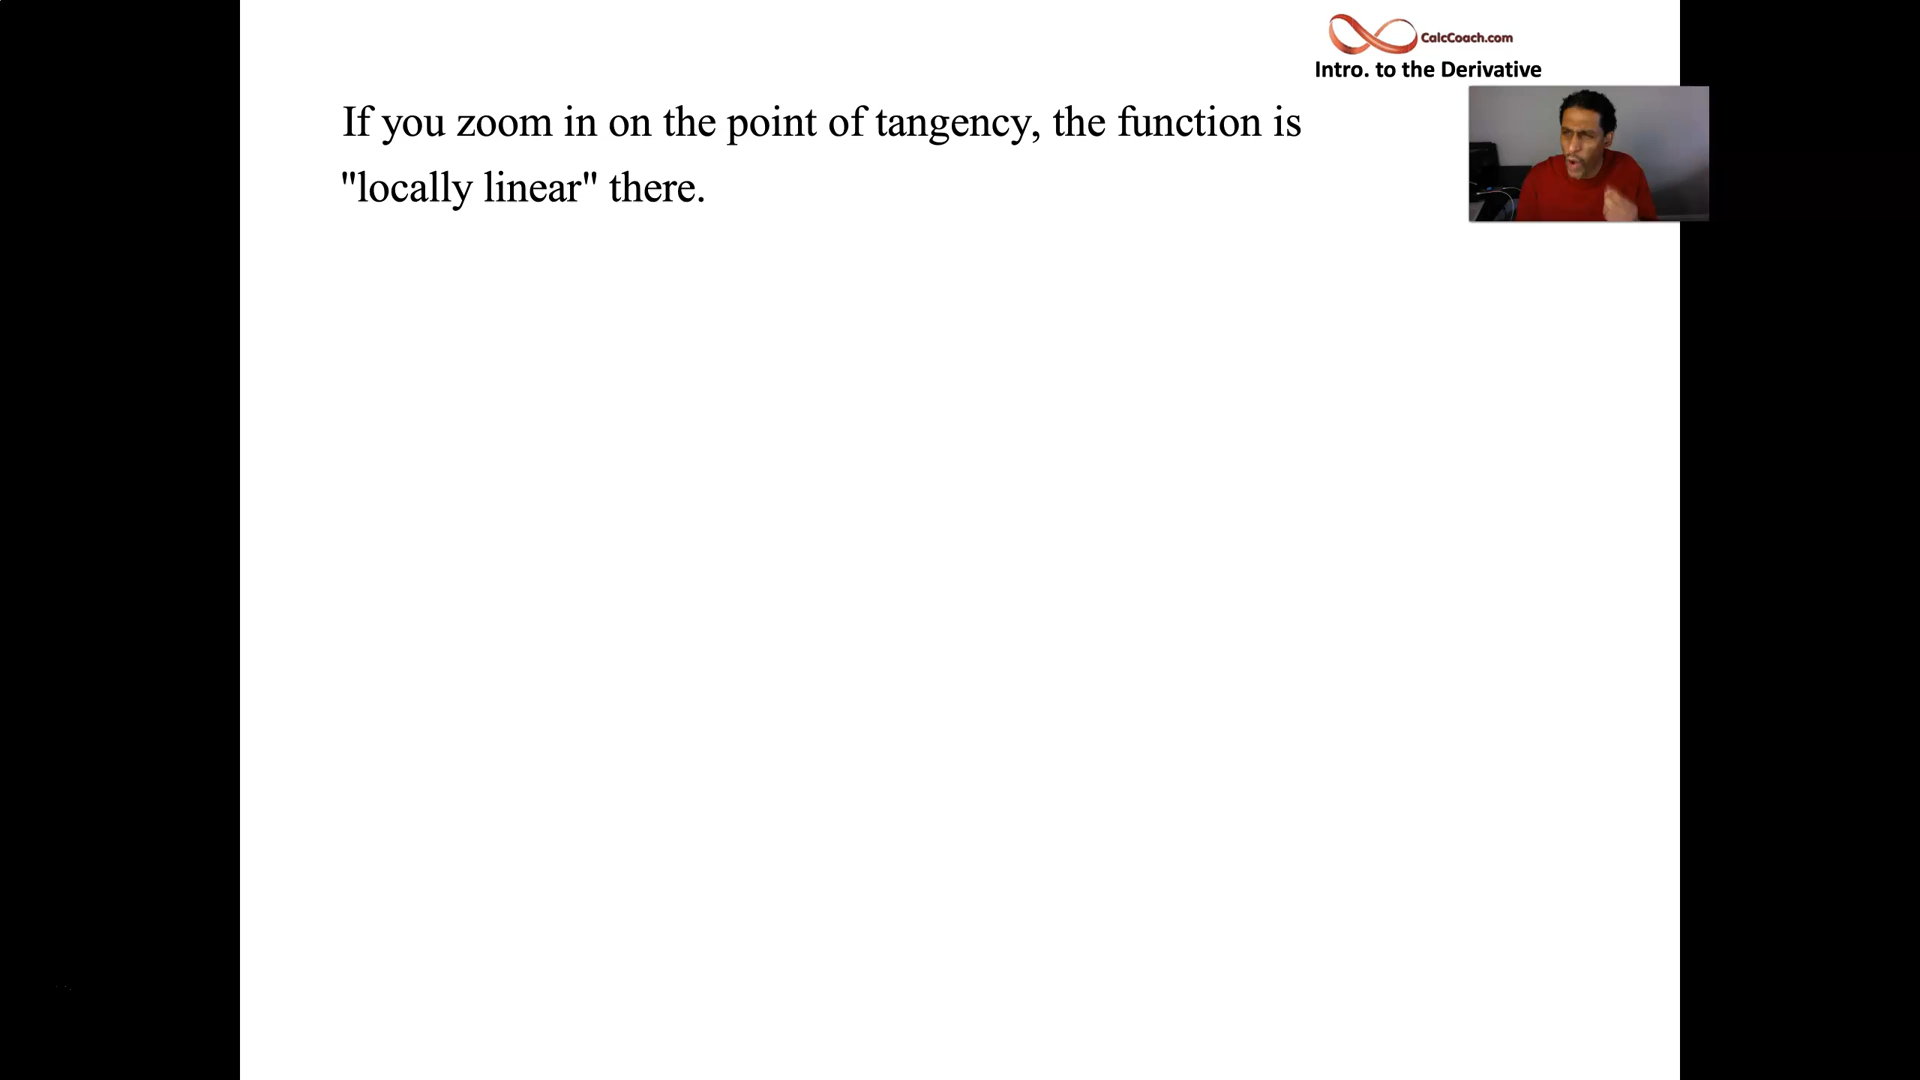 CalcCoach.com
Intro. to the Derivative
If you zoom in on the point of tangency, the function is
"locally linear" there.